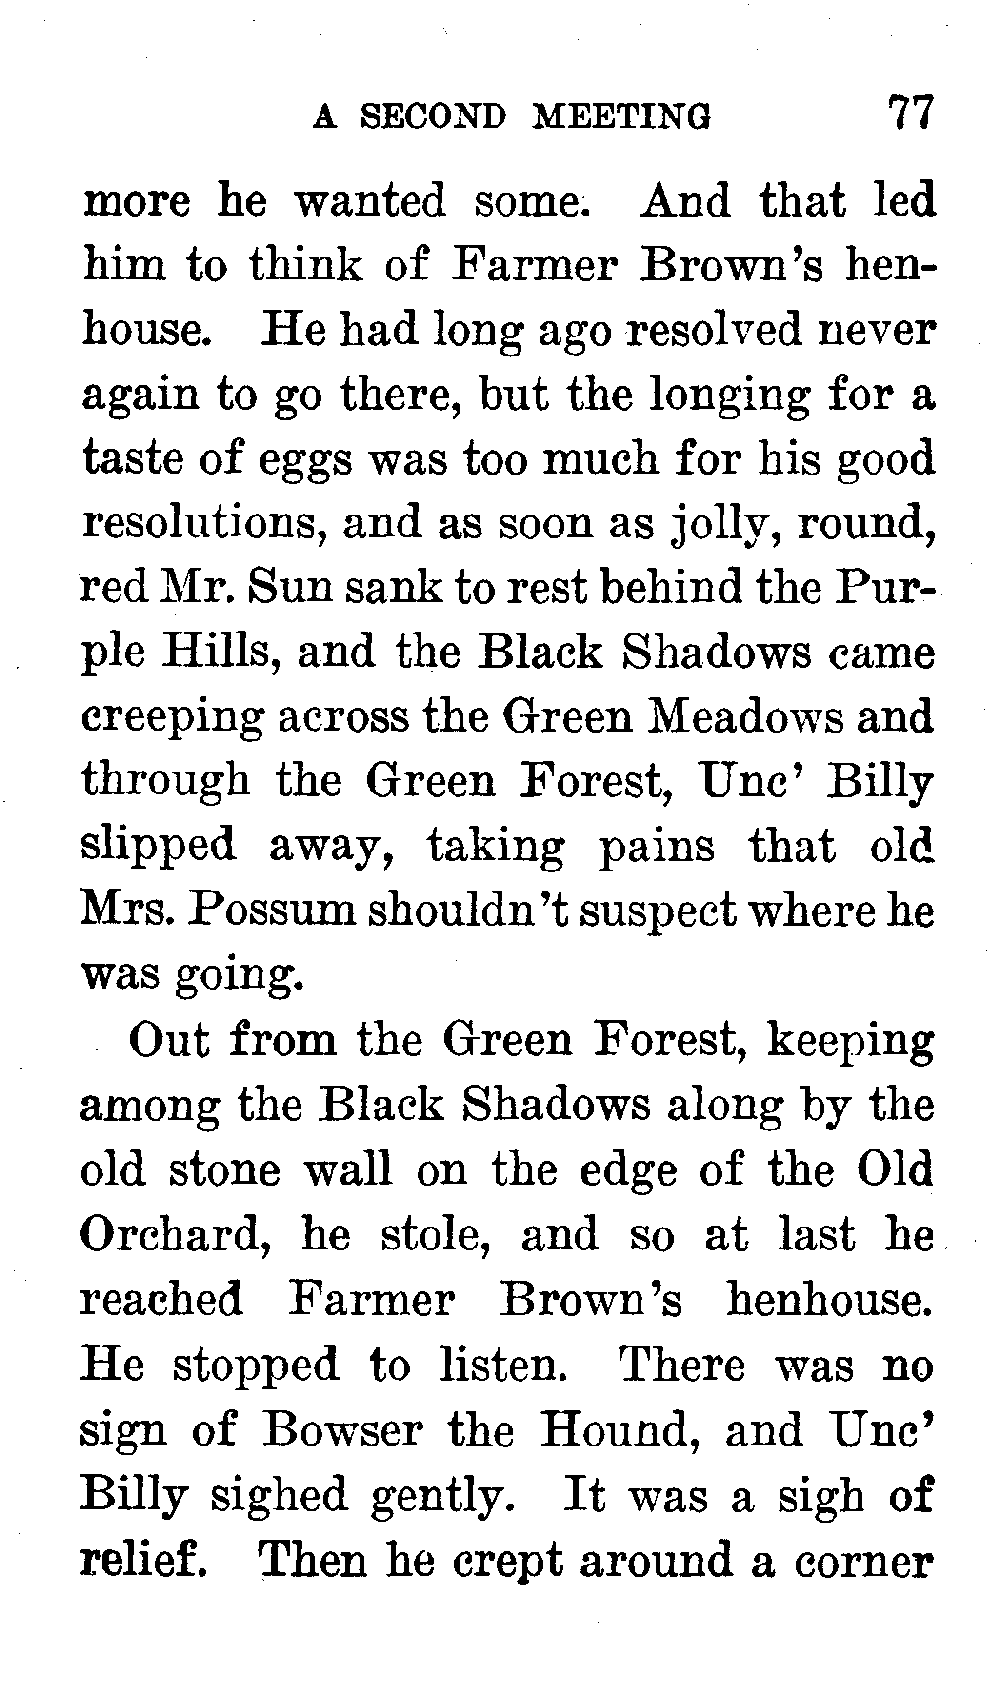 A SECOND MEETING 77
more he wanted some. And that led
him to think of Farmer Brown's hen-
house. He had long ago resolved never
again to go there, but the longing for a
taste of eggs was too much for his good
resolutions, and as soon as jolly, round,
red Mr. Sun sank to rest behind the Pur-
ple Hills, and the Black Shadows came
creeping across the Green Meadows and
through the Green Forest, Unc' Billy
slipped away, taking pains that old
Mrs. Possum shouldn't suspect where he
was going.
Out from the Green Forest, keeping
among the Black Shadows along by the
old stone wall on the edge of the Old
Orchard, he stole, and so at last he
reached Farmer Brown's henhouse.
He stopped to listen. There was no
sign of Bowser the Hound, and Unc'
Billy sighed gently. It was a sigh of
relief. Then he crept around a corner